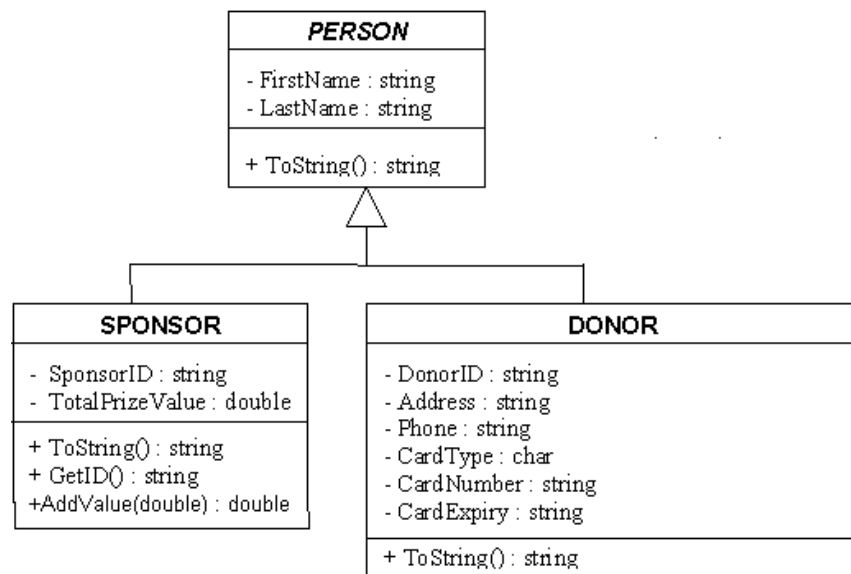 PERSON
- FirstName : string
- LastName : string
+ ToString() : string
SPONSOR
- SponsorID : string
- TotalPrizeValue : double
+ ToString() : string
+ GetID() : string
+AddValue(double) : double
DONOR
- DonorID : string
- Address : string
- Phone : string
- CardType : char
- CardNumber : string
- CardExpiry : string
+ ToString() : string